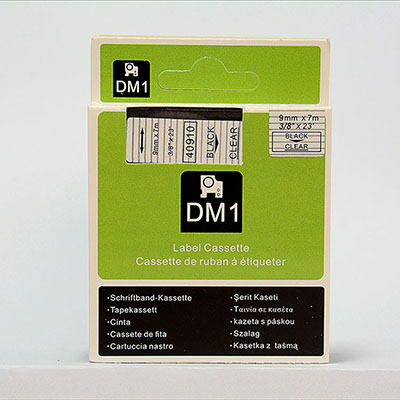 DM1
9mm x 7m
3/8" x 23'
BLACK
CLEAR
9mm x 7m
3/8" x 23'
40910
BLACK
CLEAR
DM1
Label Cassette
Cassette de ruban à étiqueter
·Schriftband-Kassette
·Tapekassett
·Cinta
·Cassete de fita
·Cartuccia nastro
·Şerit Kaseti
·Ταινία σε κασέτα
·kazeta s páskou
·Szalag
·Kasetka z taśmą